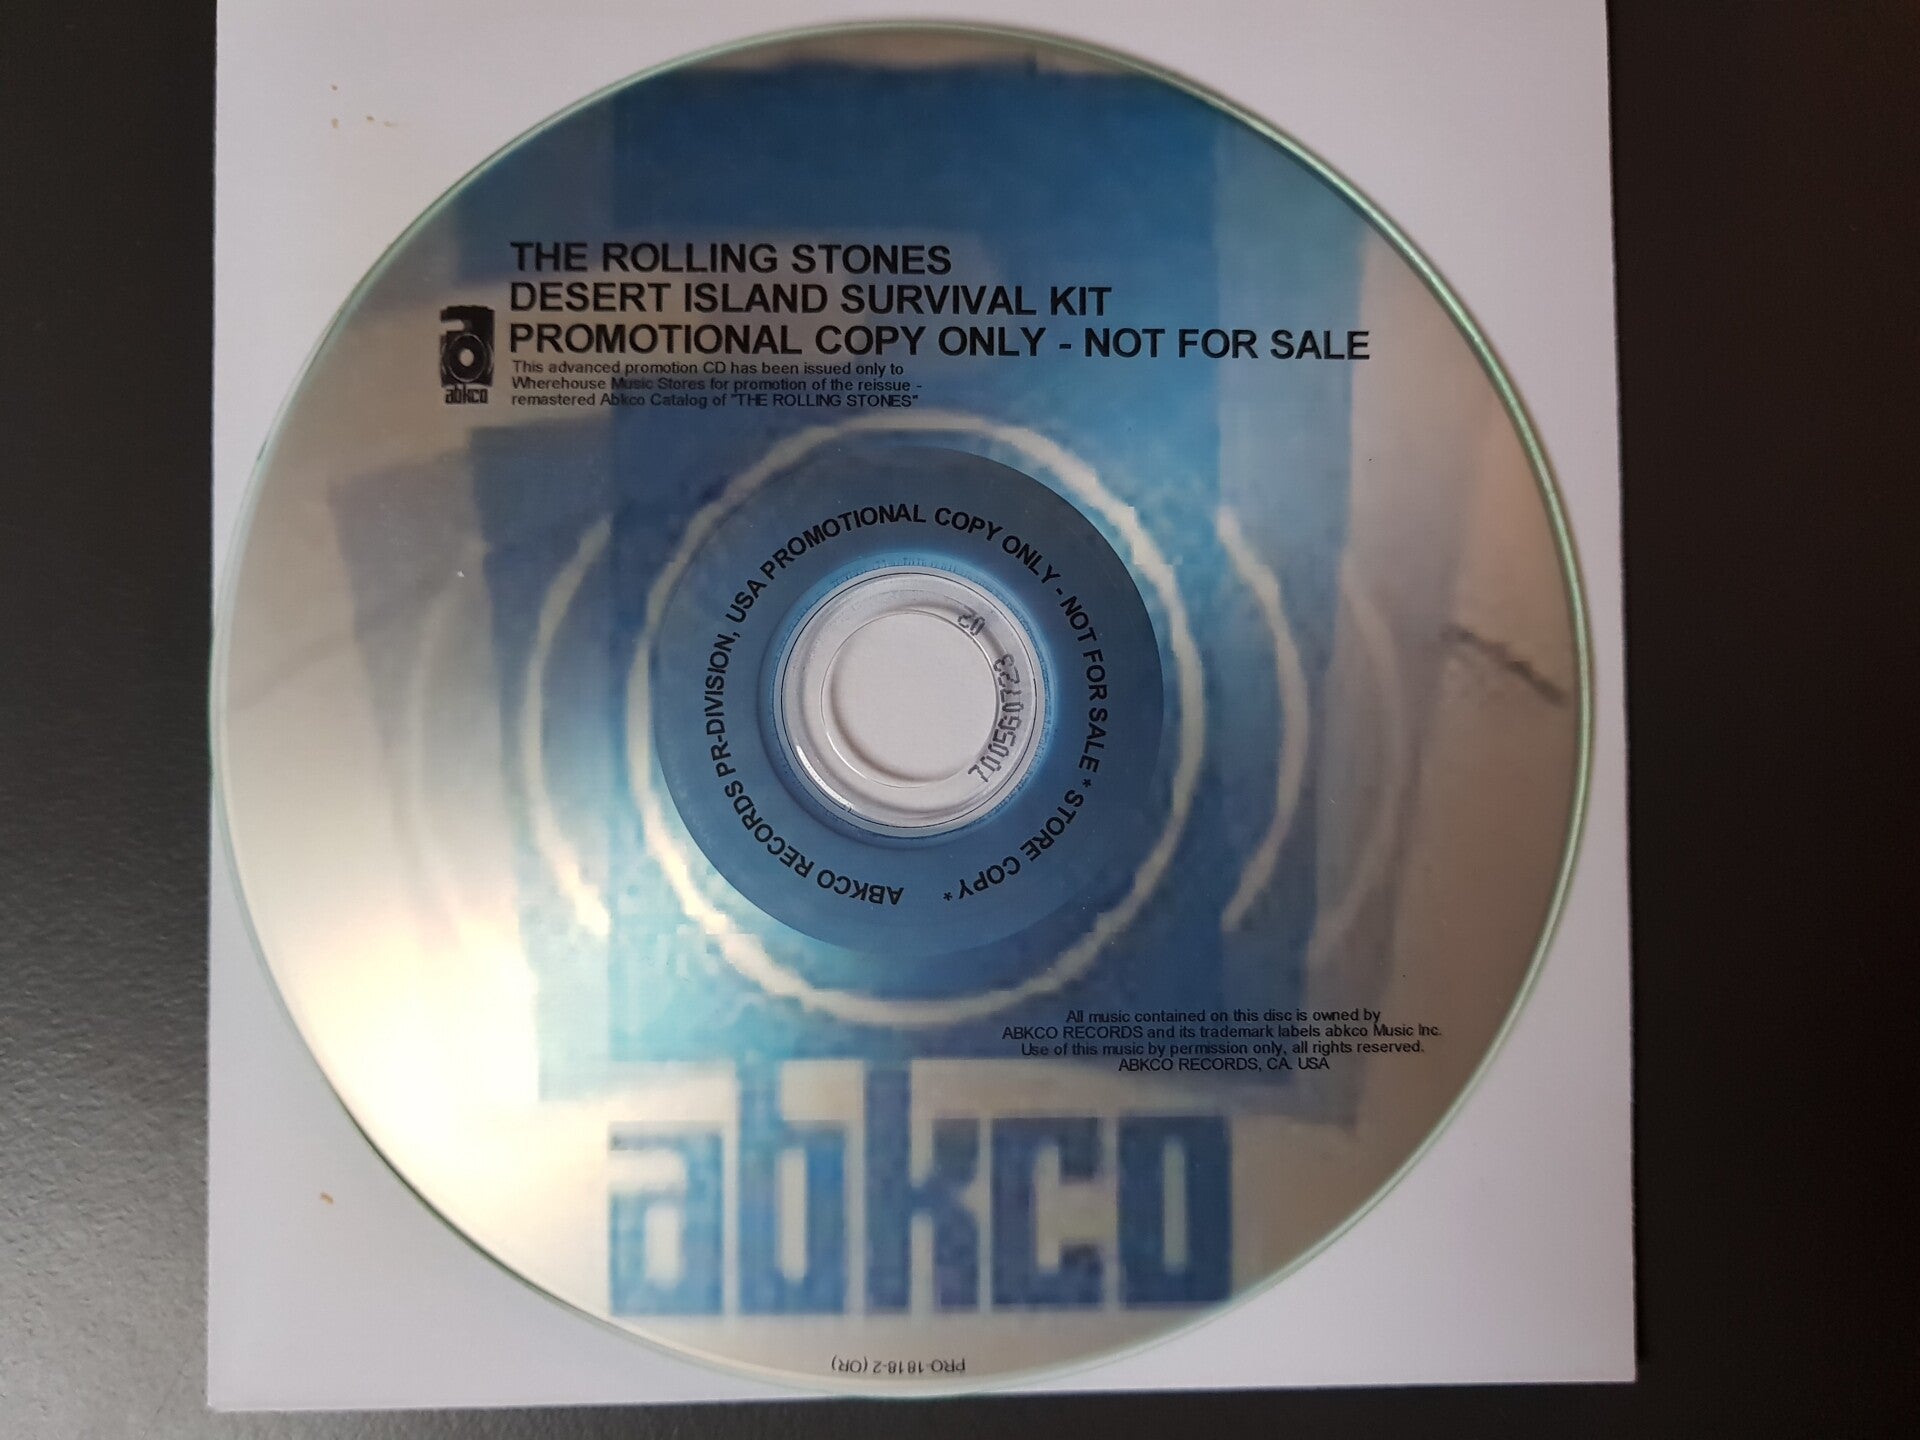 THE ROLLING STONES
DESERT ISLAND SURVIVAL KIT
PROMOTIONAL COPY ONLY - NOT FOR SALE
This advanced promotion CD has been issued only to
Wherehouse Music Stores for promotion of the reissue -
remastered Abkco Catalog of "THE ROLLING STONES"
abkco
ABKCO RECORDS PR-DIVISION, USA PROMOTIONAL COPY ONLY - NOT FOR SALE * STORE COPY *
7005G0723 02
All music contained on this disc is owned by
ABKCO RECORDS and its trademark labels abkco Music Inc.
Use of this music by permission only, all rights reserved.
ABKCO RECORDS, CA. USA
abkco
PRO-1818-2 (OR)